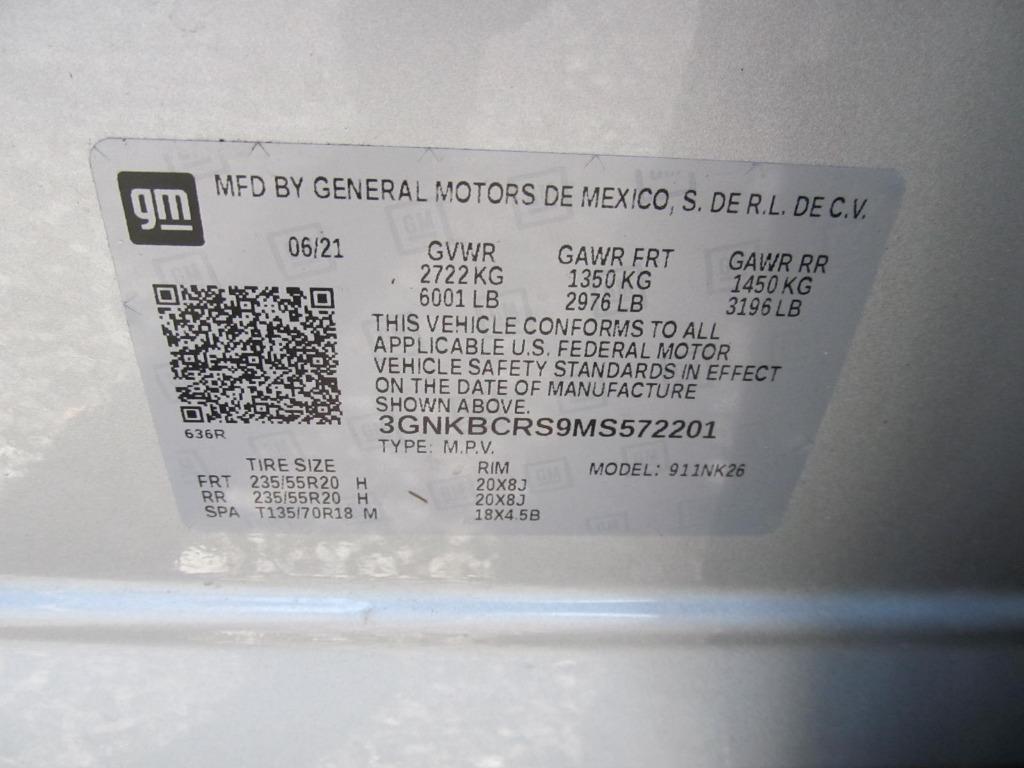 gm
MFD BY GENERAL MOTORS DE MEXICO, S. DE R.L. DE C.V.
06/21 GVWR GAWR FRT GAWR RR
2722 KG 1350 KG 1450 KG
6001 LB 2976 LB 3196 LB
THIS VEHICLE CONFORMS TO ALL
APPLICABLE U.S. FEDERAL MOTOR
VEHICLE SAFETY STANDARDS IN EFFECT
ON THE DATE OF MANUFACTURE
SHOWN ABOVE.
636R
3GNKBCRS9MS572201
TYPE: M.P.V.
TIRE SIZE RIM MODEL: 911NK26
FRT 235/55R20 H 20X8J
RR 235/55R20 H 20X8J
SPA T135/70R18 M 18X4.5B